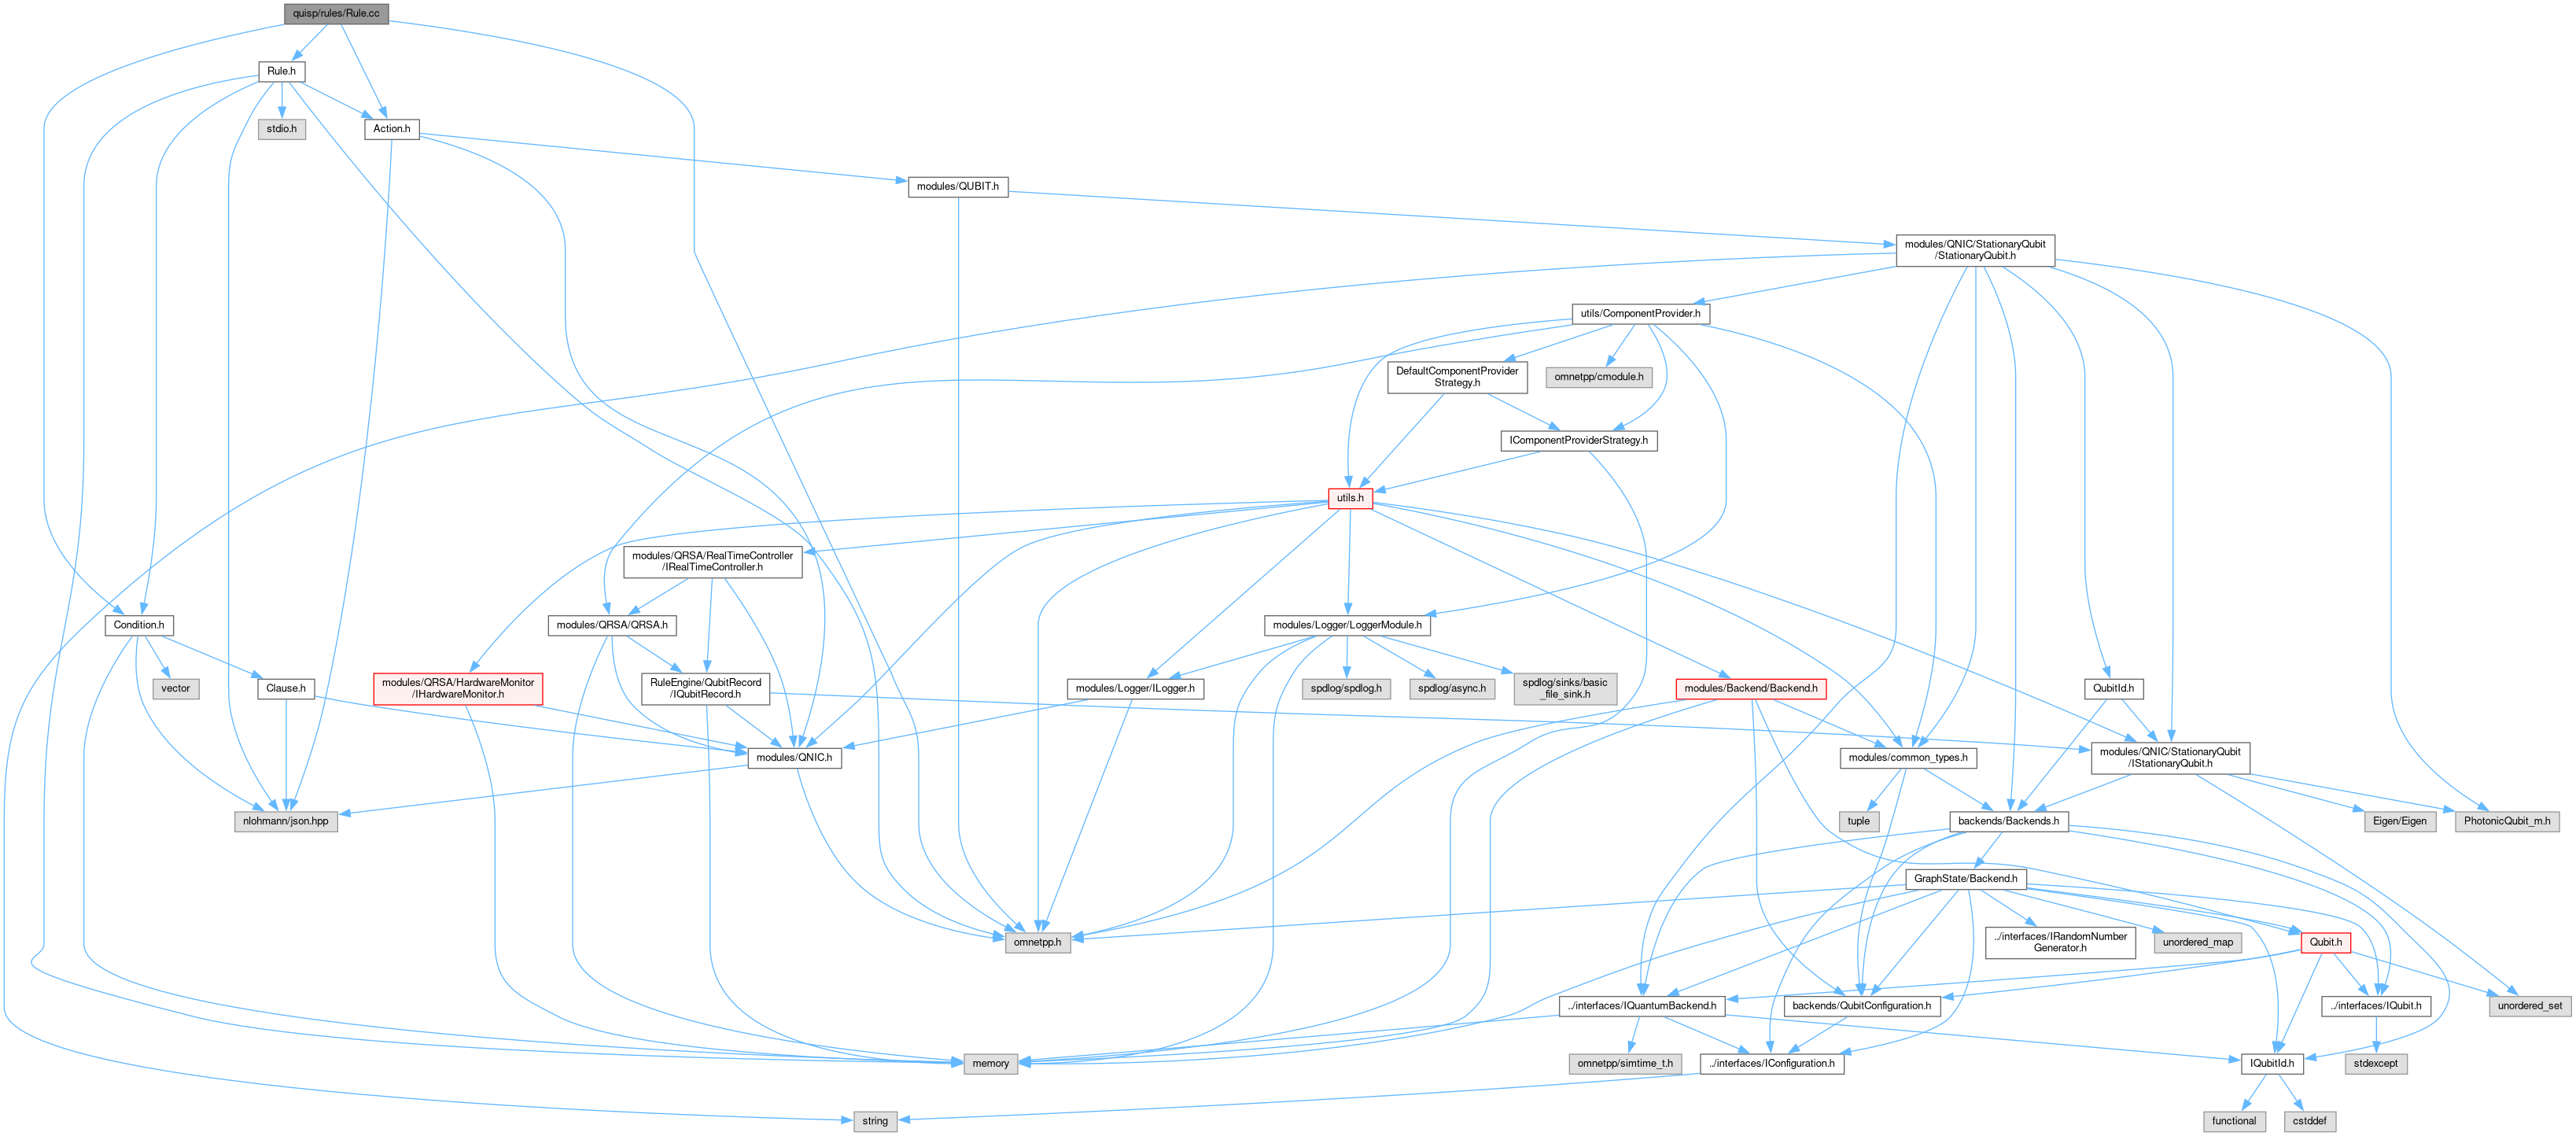 quisp/rules/Rule.cc
Rule.h
stdio.h
Action.h
modules/QUBIT.h
modules/QNIC/StationaryQubit
/StationaryQubit.h
utils/ComponentProvider.h
DefaultComponentProvider
Strategy.h
omnetpp/cmodule.h
IComponentProviderStrategy.h
utils.h
modules/QRSA/RealTimeController
/IRealTimeController.h
Condition.h
modules/QRSA/QRSA.h
modules/Logger/LoggerModule.h
vector
Clause.h
modules/QRSA/HardwareMonitor
/IHardwareMonitor.h
RuleEngine/QubitRecord
/IQubitRecord.h
modules/Logger/ILogger.h
spdlog/spdlog.h
spdlog/async.h
spdlog/sinks/basic
_file_sink.h
modules/Backend/Backend.h
QubitId.h
modules/QNIC.h
modules/common_types.h
modules/QNIC/StationaryQubit
/IStationaryQubit.h
nlohmann/json.hpp
tuple
backends/Backends.h
Eigen/Eigen
PhotonicQubit_m.h
GraphState/Backend.h
omnetpp.h
../interfaces/IRandomNumber
Generator.h
unordered_map
Qubit.h
../interfaces/IQuantumBackend.h
backends/QubitConfiguration.h
../interfaces/IQubit.h
unordered_set
memory
omnetpp/simtime_t.h
../interfaces/IConfiguration.h
IQubitId.h
stdexcept
string
functional
cstddef